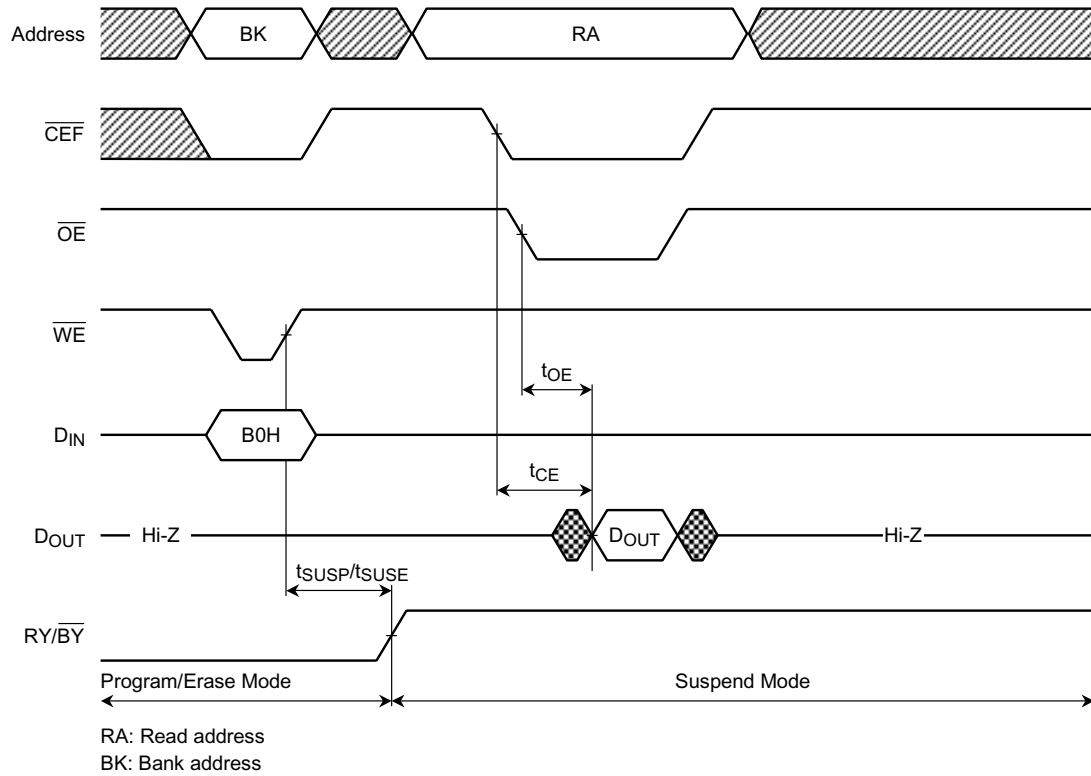 Address
BK
RA
CEF
OE
WE
tOE
DIN
B0H
tCE
DOUT
Hi-Z
DOUT
Hi-Z
tSUSP/tSUSE
RY/BY
Program/Erase Mode
Suspend Mode
RA: Read address
BK: Bank address